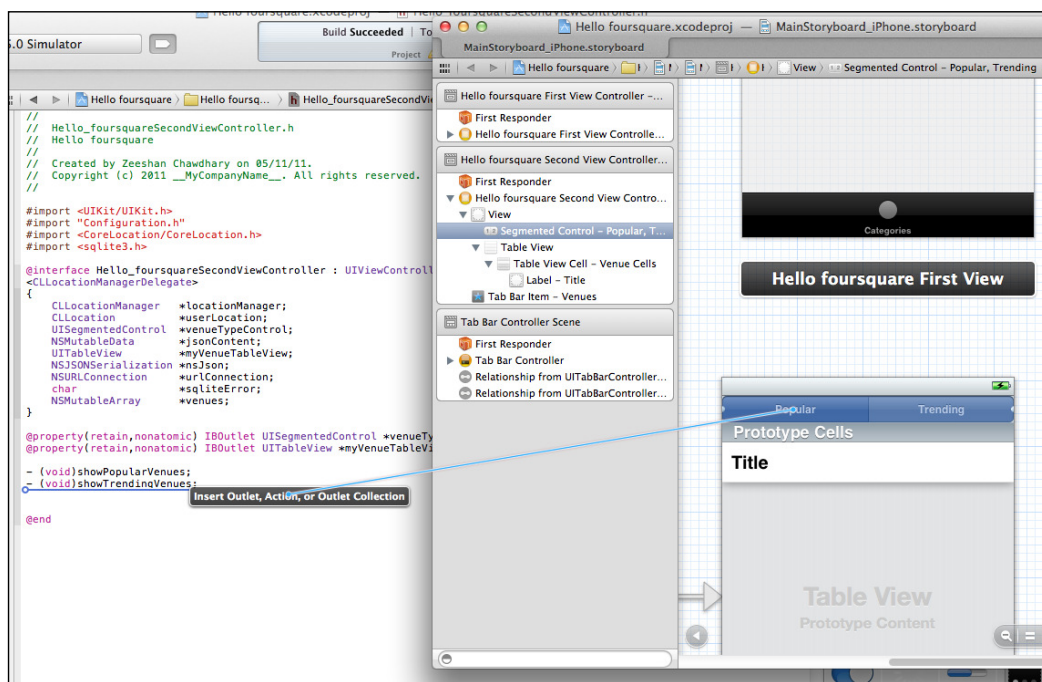 Hello foursquare.xcodeproj — Hello_foursquareSecondViewController.h
5.0 Simulator
Build Succeeded
Project
Hello foursquare
Hello foursq...
Hello_foursquareSecondVi
//
// Hello_foursquareSecondViewController.h
// Hello foursquare
//
// Created by Zeeshan Chawdhary on 05/11/11.
// Copyright (c) 2011 __MyCompanyName__. All rights reserved.
//
#import <UIKit/UIKit.h>
#import "Configuration.h"
#import <CoreLocation/CoreLocation.h>
#import <sqlite3.h>
@interface Hello_foursquareSecondViewController : UIViewControll
<CLLocationManagerDelegate>
{
CLLocationManager *locationManager;
CLLocation *userLocation;
UISegmentedControl *venueTypeControl;
NSMutableData *jsonContent;
UITableView *myVenueTableView;
NSJSONSerialization *nsJson;
NSURLConnection *urlConnection;
char *sqliteError;
NSMutableArray *venues;
}
@property(retain,nonatomic) IBOutlet UISegmentedControl *venueTy
@property(retain,nonatomic) IBOutlet UITableView *myVenueTableVi
- (void)showPopularVenues;
- (void)showTrendingVenues;
Insert Outlet, Action, or Outlet Collection
@end
Hello foursquare.xcodeproj — MainStoryboard_iPhone.storyboard
MainStoryboard_iPhone.storyboard
Hello foursquare
View
Segmented Control – Popular, Trending
Hello foursquare First View Controller –...
First Responder
Hello foursquare First View Controlle...
Hello foursquare Second View Controller...
First Responder
Hello foursquare Second View Contro...
View
Segmented Control – Popular, T...
Table View
Table View Cell – Venue Cells
Label – Title
Tab Bar Item – Venues
Tab Bar Controller Scene
First Responder
Tab Bar Controller
Relationship from UITabBarController...
Relationship from UITabBarController...
Categories
Hello foursquare First View
Popular
Trending
Prototype Cells
Title
Table View
Prototype Content